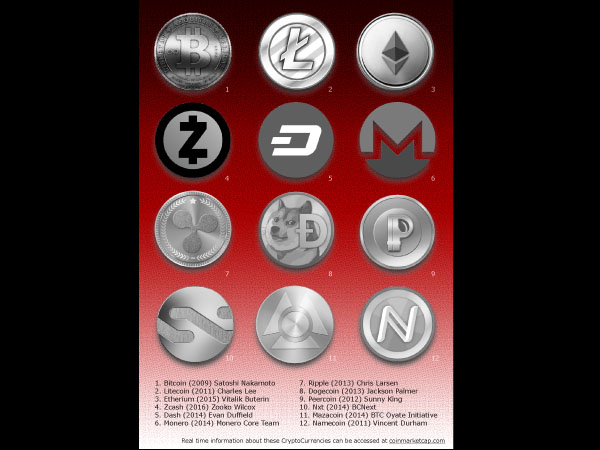 1
2
3
4
5
6
7
8
9
10
11
12
1. Bitcoin (2009) Satoshi Nakamoto
2. Litecoin (2011) Charles Lee
3. Etherium (2015) Vitalik Buterin
4. Zcash (2016) Zooko Wilcox
5. Dash (2014) Evan Duffield
6. Monero (2014) Monero Core Team
7. Ripple (2013) Chris Larsen
8. Dogecoin (2013) Jackson Palmer
9. Peercoin (2012) Sunny King
10. Nxt (2014) BCNext
11. Mazacoin (2014) BTC Oyate Initiative
12. Namecoin (2011) Vincent Durham
Real time information about these CryptoCurrencies can be accessed at coinmarketcap.com.